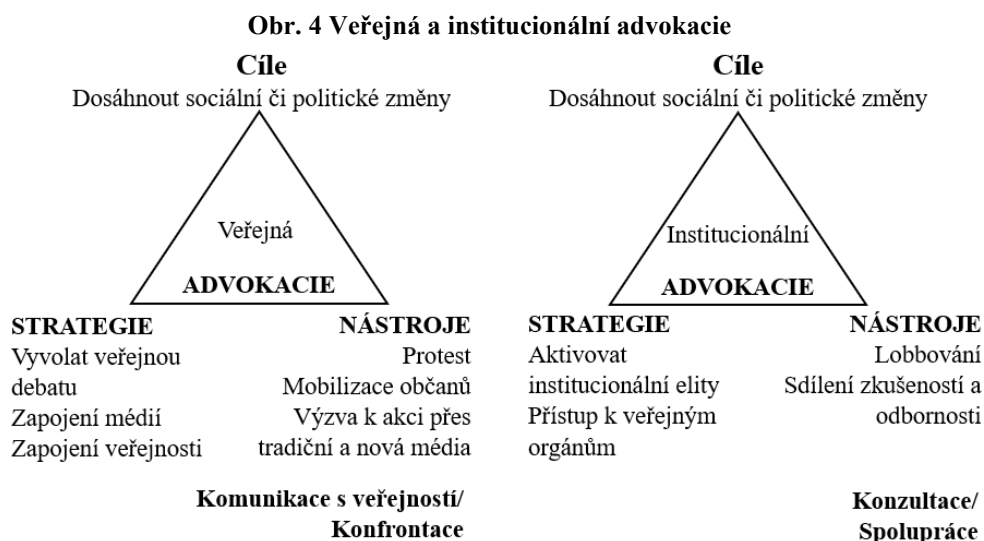 Obr. 4 Veřejná a institucionální advokacie
Cíle
Dosáhnout sociální či politické změny
Veřejná
ADVOKACIE
STRATEGIE
Vyvolat veřejnou
debatu
Zapojení médií
Zapojení veřejnosti
NÁSTROJE
Protest
Mobilizace občanů
Výzva k akci přes
tradiční a nová média
Komunikace s veřejností/
Konfrontace
Cíle
Dosáhnout sociální či politické změny
Institucionální
ADVOKACIE
STRATEGIE
Aktivovat
institucionální elity
Přístup k veřejným
orgánům
NÁSTROJE
Lobbování
Sdílení zkušeností a
odbornosti
Konzultace/
Spolupráce